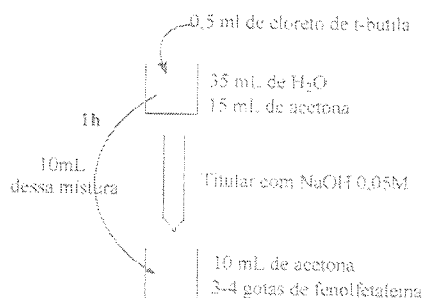 0,5 ml de cloreto de t-butila
35 mL de H₂O
15 mL de acetona
1h
10mL
dessa mistura
Titular com NaOH 0,05M
10 mL de acetona
3-4 gotas de fenolfetaleina